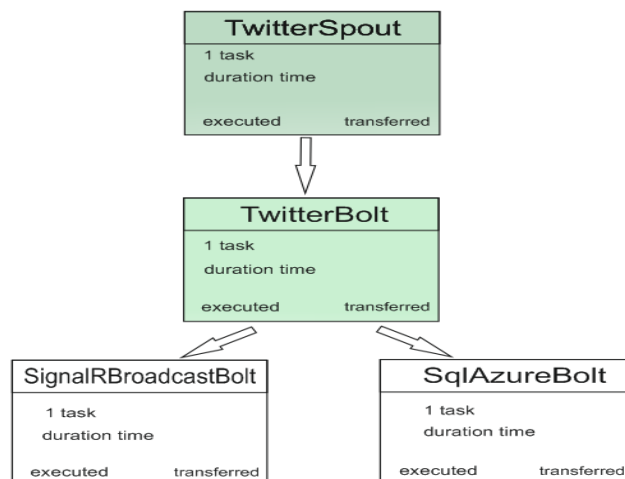 TwitterSpout
1 task
duration time
executed transferred
TwitterBolt
1 task
duration time
executed transferred
SignalRBroadcastBolt
1 task
duration time
executed transferred
SqlAzureBolt
1 task
duration time
executed transferred